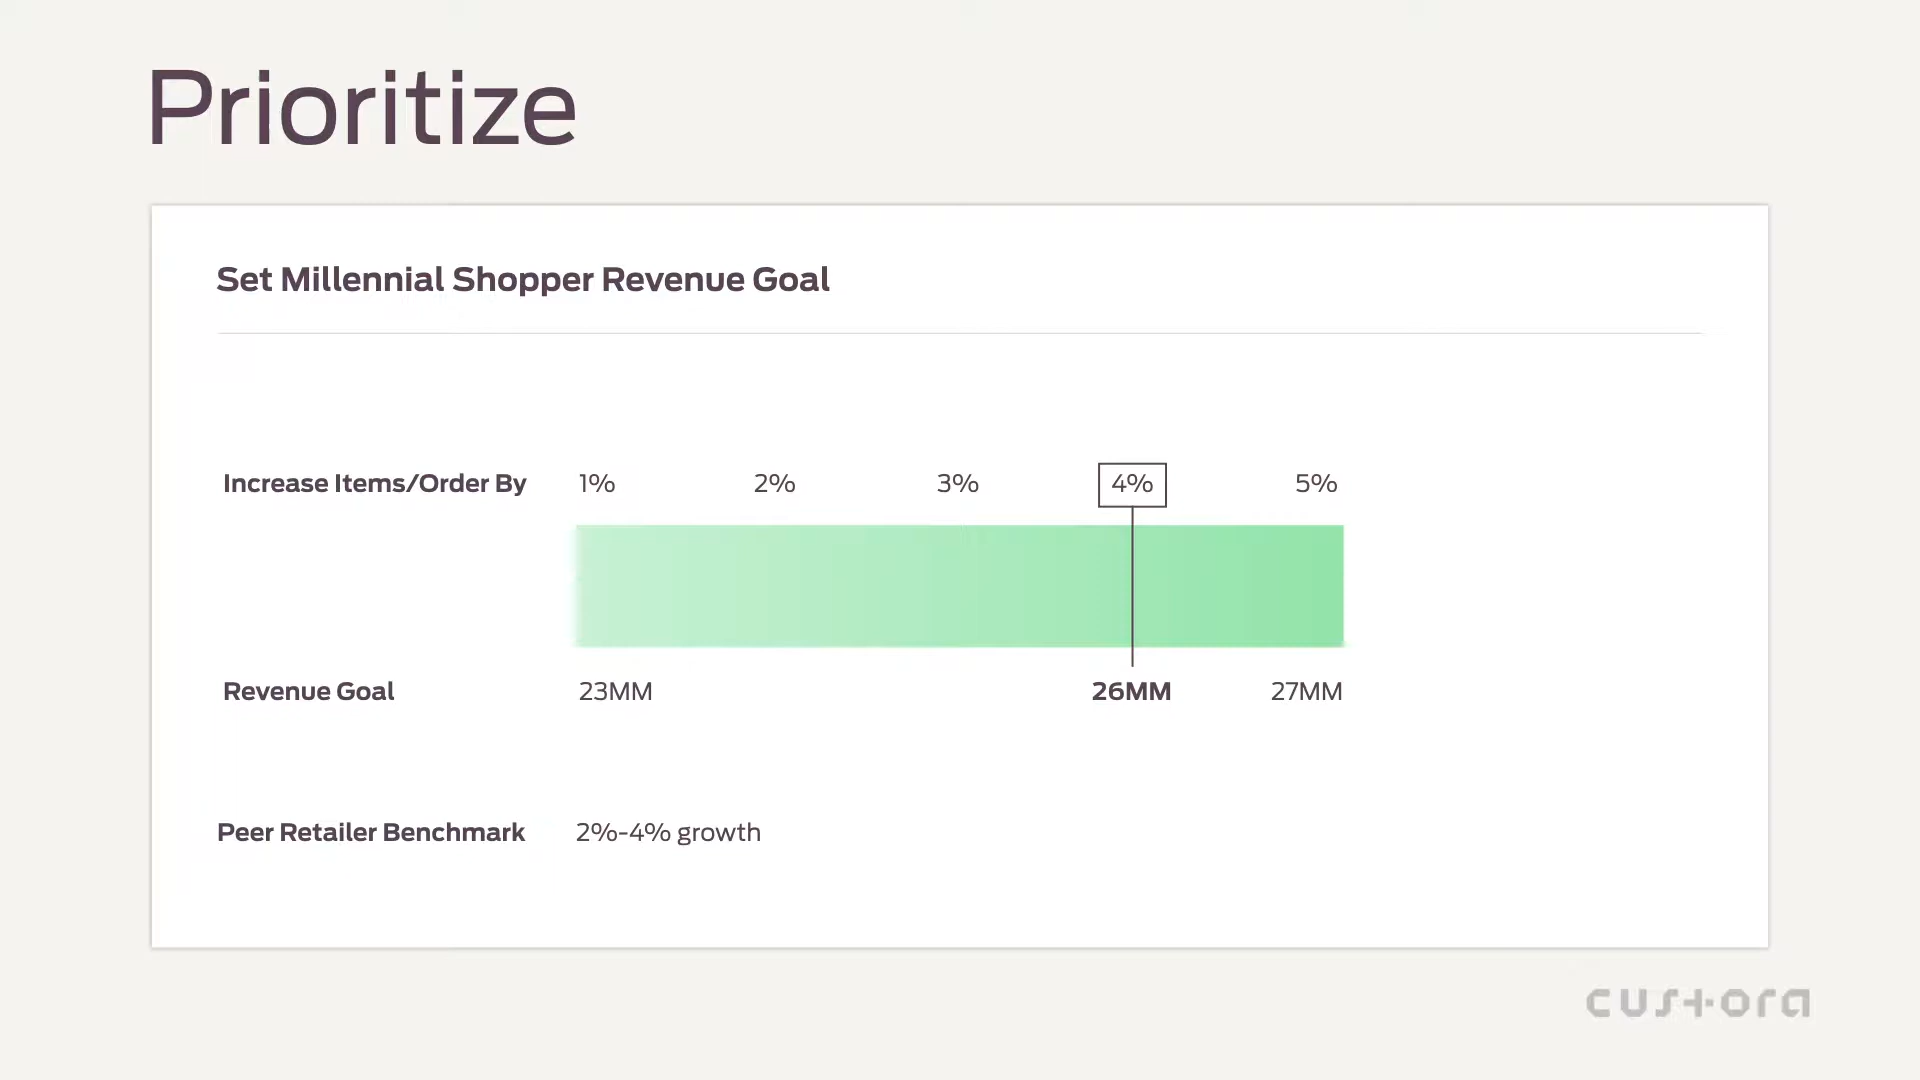 Prioritize
Set Millennial Shopper Revenue Goal
Increase Items/Order By 1% 2% 3% 4% 5%
Revenue Goal 23MM 26MM 27MM
Peer Retailer Benchmark 2%-4% growth
custora